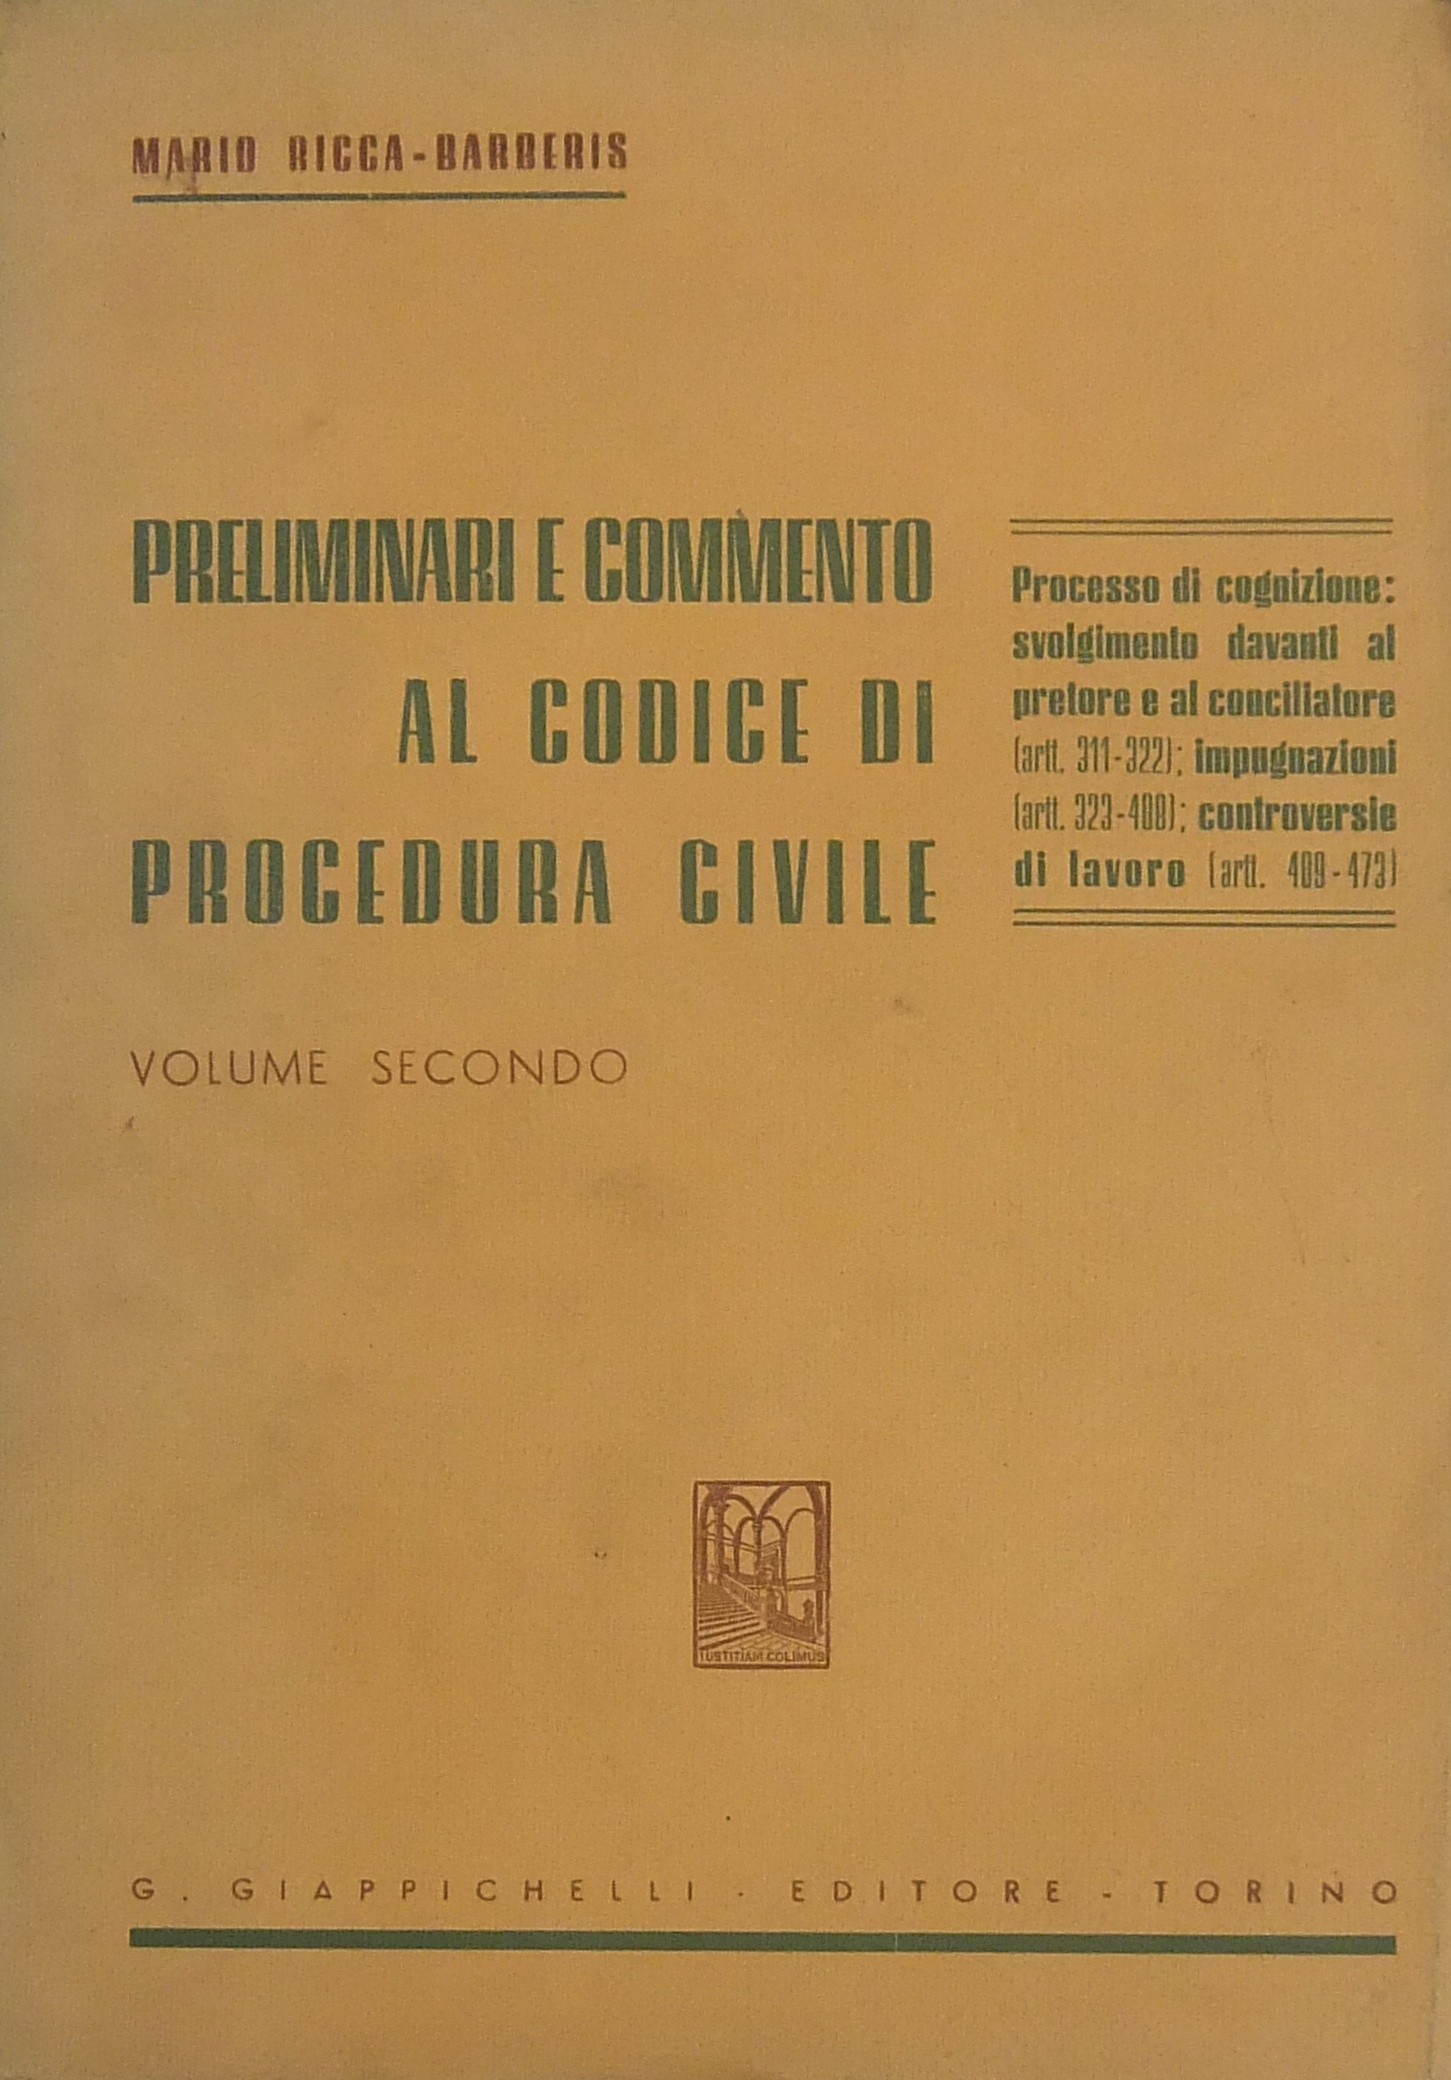 MARIO RICCA-BARBERIS
PRELIMINARI E COMMENTO
AL CODICE DI
PROCEDURA CIVILE
Processo di cognizione:
svolgimento davanti al
pretore e al conciliatore
(artt. 311-322); impugnazioni
(artt. 323-408); controversie
di lavoro (artt. 409-473)
VOLUME SECONDO
IUSTITIAM COLIMUS
G. GIAPPICHELLI - EDITORE - TORINO